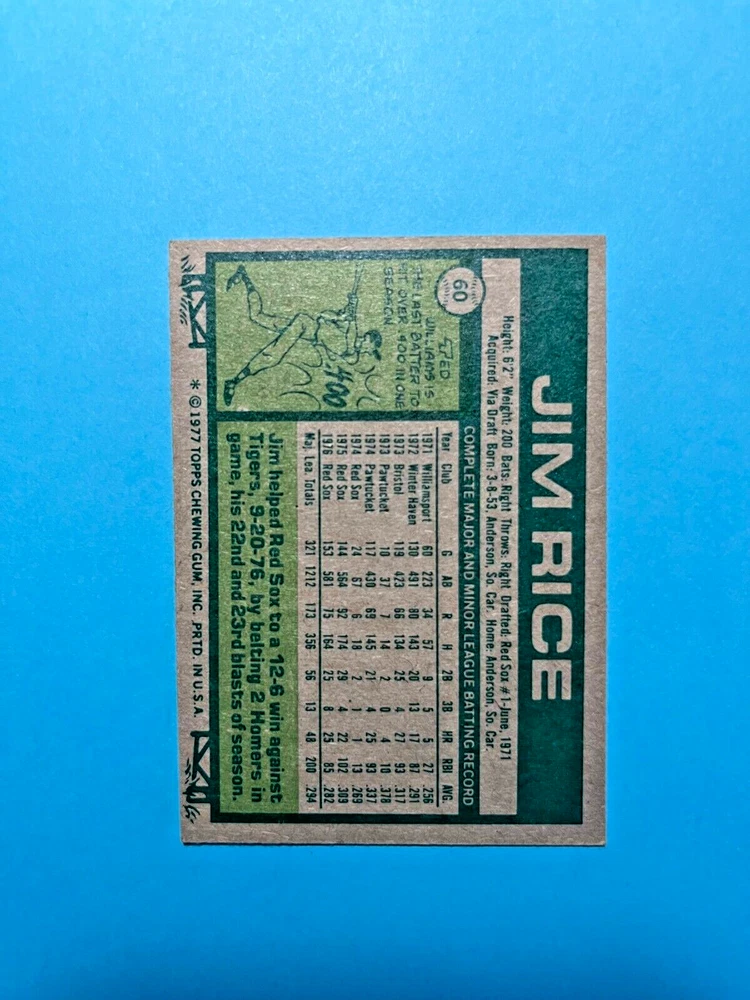 60
JIM RICE
Height: 6'2" Weight: 200 Bats: Right Throws: Right Drafted: Red Sox #1-June, 1971
Acquired: Via Draft Born: 3-8-53, Anderson, So. Car. Home: Anderson, So. Car.
COMPLETE MAJOR AND MINOR LEAGUE BATTING RECORD
Year Club G AB R H 2B 3B HR RBI AVG.
1971 Williamsport 60 223 34 57 9 5 5 27 .256
1972 Winter Haven 130 491 80 143 20 13 17 87 .291
1973 Bristol 119 423 66 134 25 4 27 93 .317
1973 Pawtucket 10 37 7 14 2 0 4 10 .378
1974 Pawtucket 117 430 69 145 21 4 25 93 .337
1974 Red Sox 24 67 6 18 2 1 1 13 .269
1975 Red Sox 144 564 92 174 29 4 22 102 .309
1976 Red Sox 153 581 75 164 25 8 25 85 .282
Maj. Lea. Totals 321 1212 173 356 56 13 48 200 .294
TED
WILLIAMS IS
THE LAST BATTER TO
HIT OVER .400 IN ONE
SEASON
.400
Jim helped Red Sox to a 12-6 win against
Tigers, 9-20-76, by belting 2 Homers in
game, his 22nd and 23rd blasts of season.
* © 1977 TOPPS CHEWING GUM, INC. PRTD. IN U.S.A.